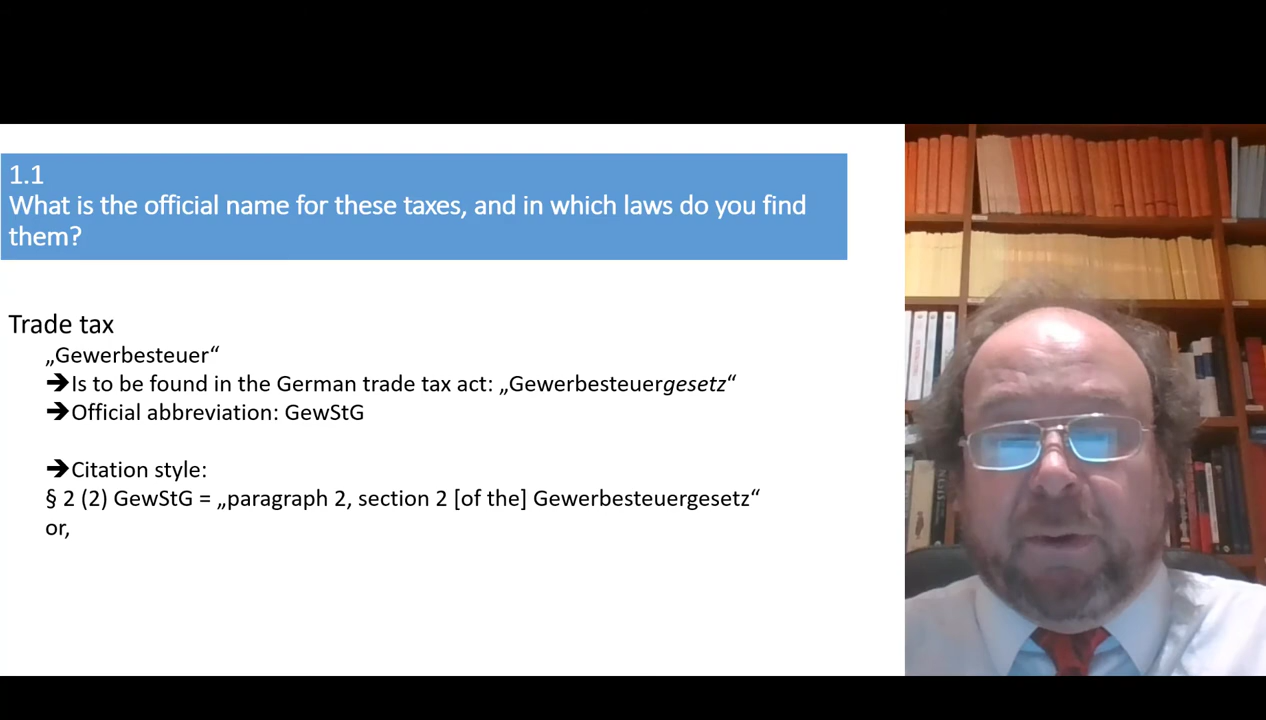 1.1
What is the official name for these taxes, and in which laws do you find
them?
Trade tax
„Gewerbesteuer“
➔Is to be found in the German trade tax act: „Gewerbesteuergesetz“
➔Official abbreviation: GewStG
➔Citation style:
§ 2 (2) GewStG = „paragraph 2, section 2 [of the] Gewerbesteuergesetz“
or,